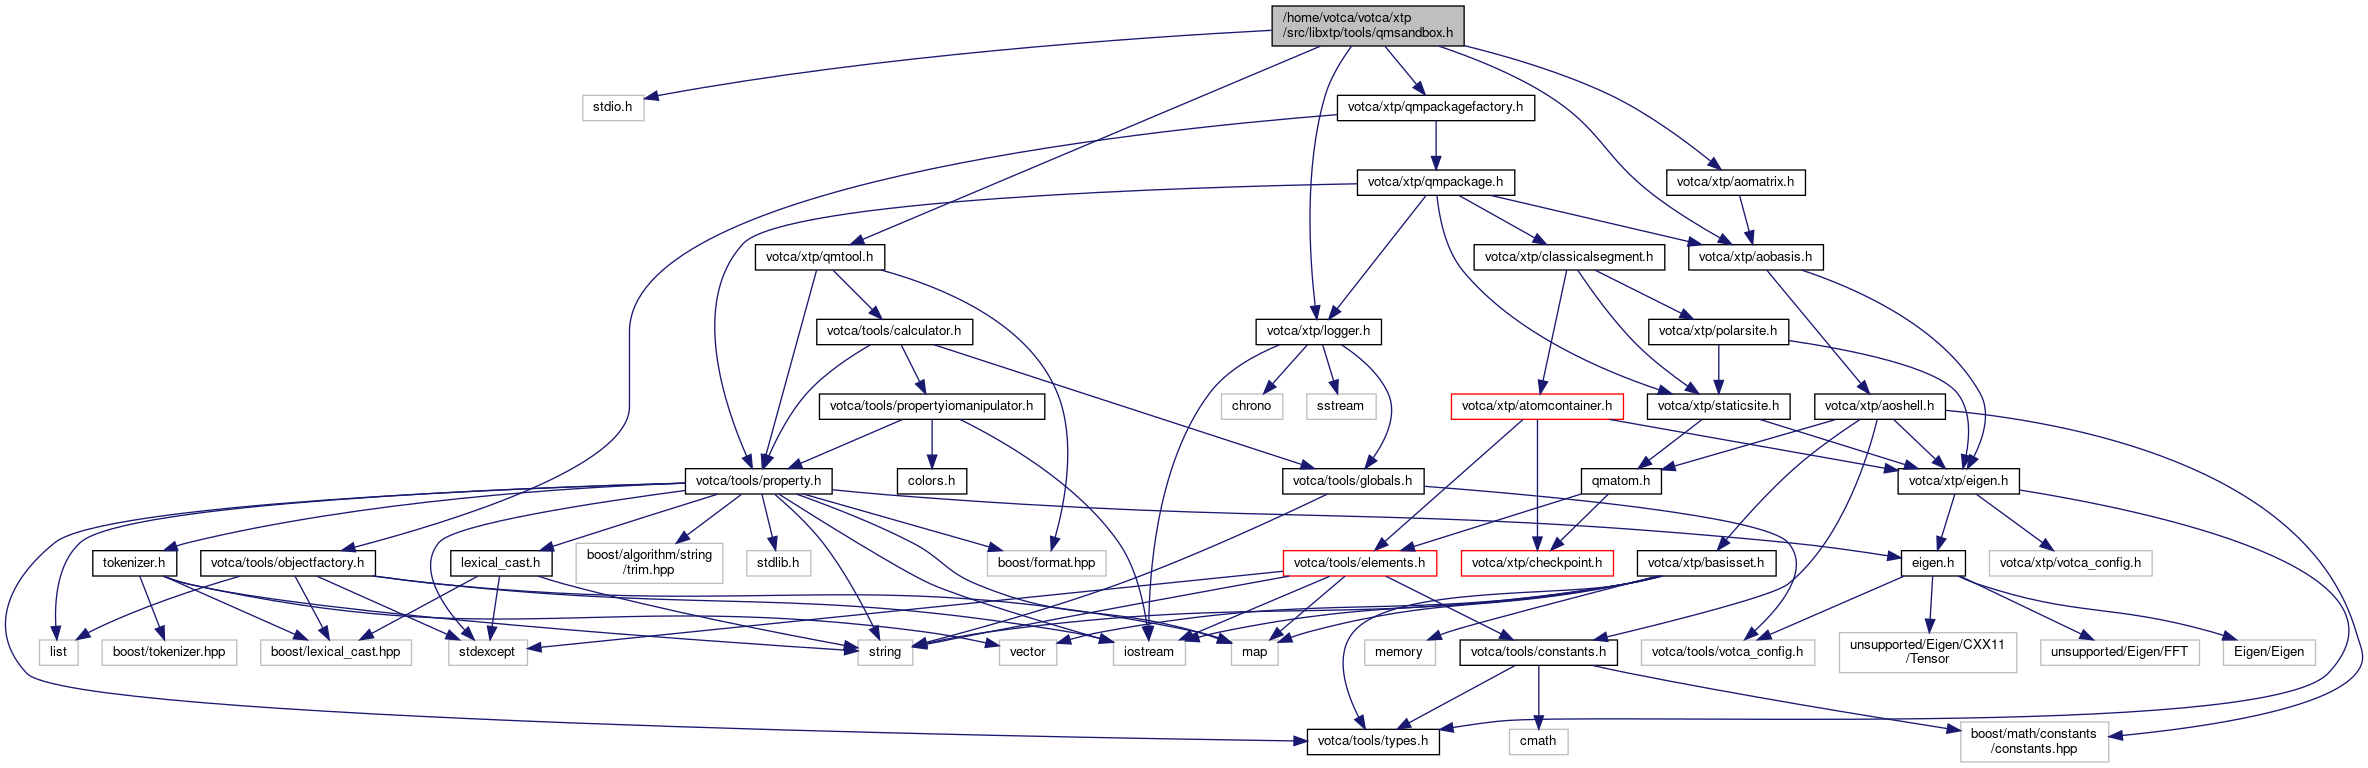 /home/votca/votca/xtp
/src/libxtp/tools/qmsandbox.h
stdio.h
votca/xtp/qmpackagefactory.h
votca/xtp/qmpackage.h
votca/xtp/aomatrix.h
votca/xtp/qmtool.h
votca/xtp/classicalsegment.h
votca/xtp/aobasis.h
votca/tools/calculator.h
votca/xtp/logger.h
votca/xtp/polarsite.h
votca/tools/propertyiomanipulator.h
chrono
sstream
votca/xtp/atomcontainer.h
votca/xtp/staticsite.h
votca/xtp/aoshell.h
votca/tools/property.h
colors.h
votca/tools/globals.h
qmatom.h
votca/xtp/eigen.h
tokenizer.h
votca/tools/objectfactory.h
lexical_cast.h
boost/algorithm/string
/trim.hpp
stdlib.h
boost/format.hpp
votca/tools/elements.h
votca/xtp/checkpoint.h
votca/xtp/basisset.h
eigen.h
votca/xtp/votca_config.h
list
boost/tokenizer.hpp
boost/lexical_cast.hpp
stdexcept
string
vector
iostream
map
memory
votca/tools/constants.h
votca/tools/votca_config.h
unsupported/Eigen/CXX11
/Tensor
unsupported/Eigen/FFT
Eigen/Eigen
votca/tools/types.h
cmath
boost/math/constants
/constants.hpp